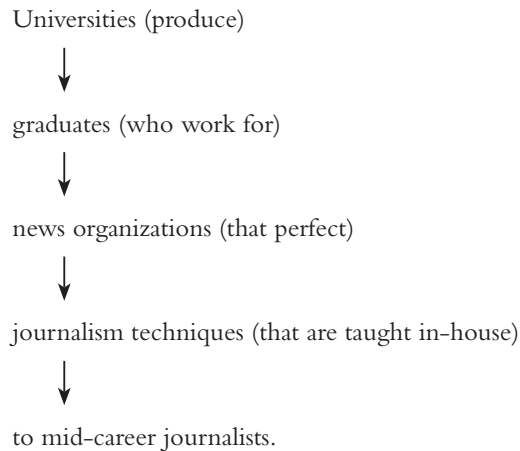 Universities (produce)
graduates (who work for)
news organizations (that perfect)
journalism techniques (that are taught in-house)
to mid-career journalists.